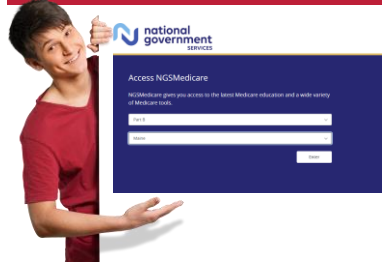 national
government
SERVICES
Access NGSMedicare
NGSMedicare gives you access to the latest Medicare education and a wide variety
of Medicare tools.
Part B
Maine
Enter